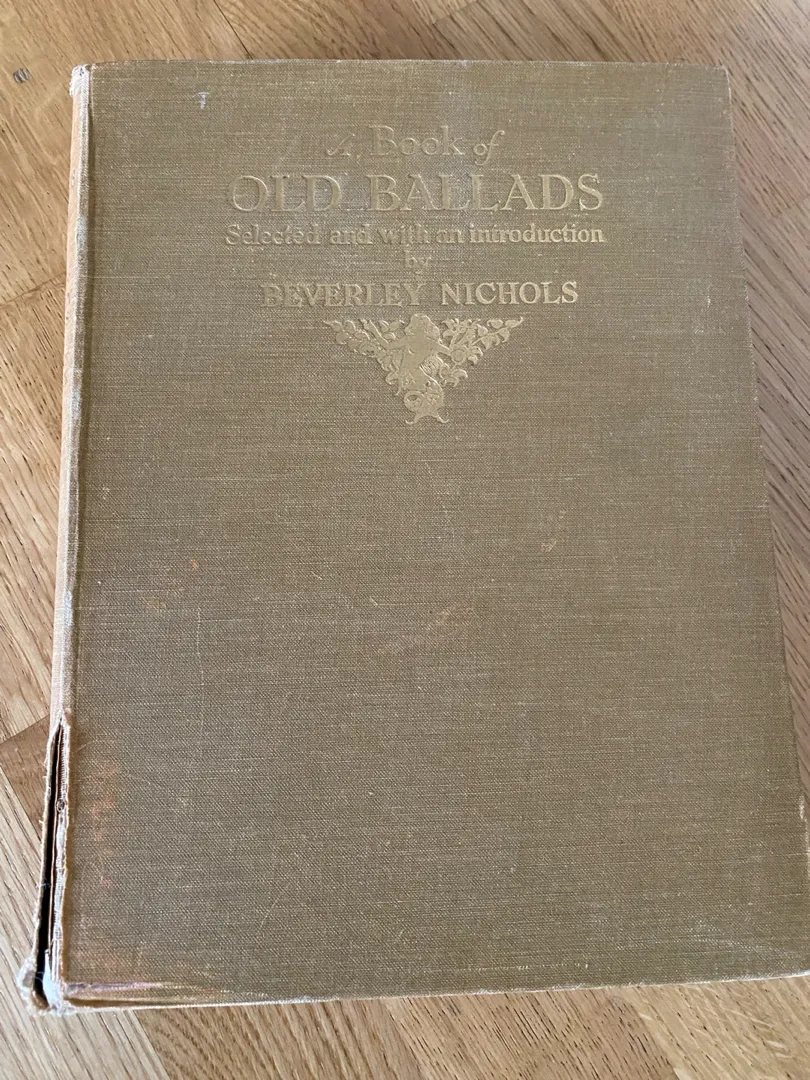 A Book of
OLD BALLADS
Selected and with an introduction
by
BEVERLEY NICHOLS